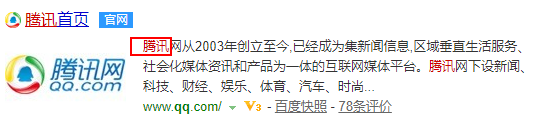 腾讯首页 官网
腾讯网从2003年创立至今,已经成为集新闻信息,区域垂直生活服务、
社会化媒体资讯和产品为一体的互联网媒体平台。腾讯网下设新闻、
科技、财经、娱乐、体育、汽车、时尚...
腾讯网
QQ.com
www.qq.com/ V3 - 百度快照 - 78条评价